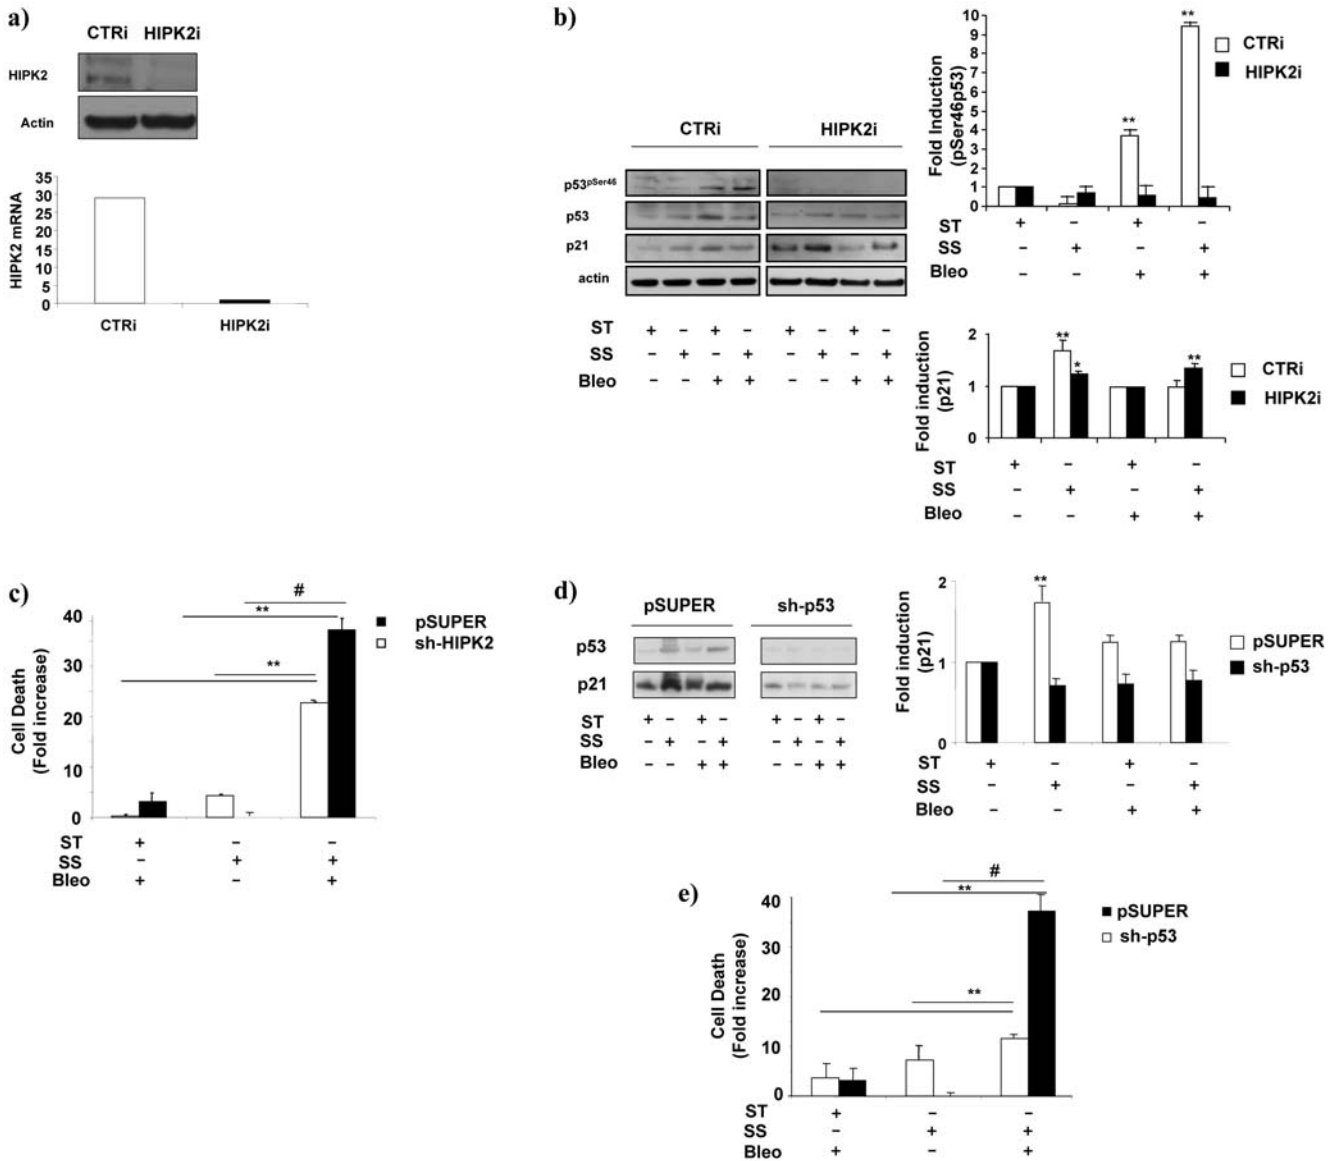 a)
CTRi HIPK2i
HIPK2
Actin
HIPK2 mRNA
35
30
25
20
15
10
5
0
CTRi HIPK2i
b)
CTRi HIPK2i
p53pSer46
p53
p21
actin
ST + – + – + – + –
SS – + – + – + – +
Bleo – – + + – – + +
Fold Induction
(pSer46p53)
10
9
8
7
6
5
4
3
2
1
0
** **
CTRi
HIPK2i
ST + – + –
SS – + – +
Bleo – – + +
Fold induction
(p21)
2
1
0
** * **
CTRi
HIPK2i
ST + – + –
SS – + – +
Bleo – – + +
c)
Cell Death
(Fold increase)
40
30
20
10
0
#
**
**
pSUPER
sh-HIPK2
ST + – –
SS – + +
Bleo + – +
d)
pSUPER sh-p53
p53
p21
ST + – + – + – + –
SS – + – + – + – +
Bleo – – + + – – + +
Fold induction
(p21)
2
1
0
**
pSUPER
sh-p53
ST + – + –
SS – + – +
Bleo – – + +
e)
Cell Death
(Fold increase)
40
30
20
10
0
#
**
**
pSUPER
sh-p53
ST + – –
SS – + +
Bleo + – +